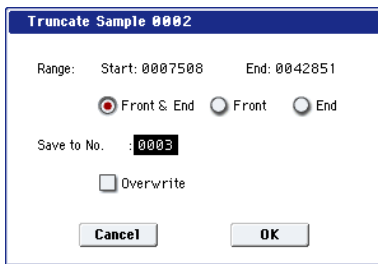 Truncate Sample 0002
Range: Start: 0007508 End: 0042851
Front & End Front End
Save to No. :0003
Overwrite
Cancel OK